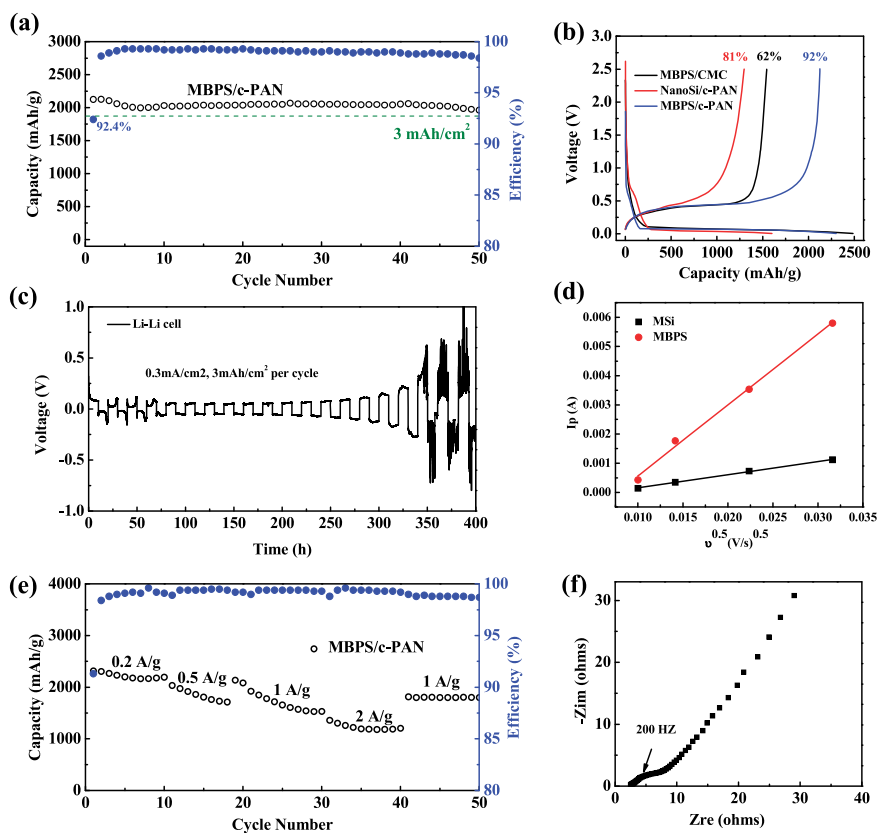 (a)
3000
2500
2000
1500
1000
500
0
100
95
90
85
80
0 10 20 30 40 50
Capacity (mAh/g)
Efficiency (%)
Cycle Number
MBPS/c-PAN
92.4%
3 mAh/cm²
(b)
81% 62% 92%
MBPS/CMC
NanoSi/c-PAN
MBPS/c-PAN
3.0
2.5
2.0
1.5
1.0
0.5
0.0
0 500 1000 1500 2000 2500
Voltage (V)
Capacity (mAh/g)
(c)
1.0
0.5
0.0
-0.5
-1.0
0 50 100 150 200 250 300 350 400
Li-Li cell
0.3mA/cm2, 3mAh/cm² per cycle
Voltage (V)
Time (h)
(d)
MSi
MBPS
0.006
0.005
0.004
0.003
0.002
0.001
0.000
0.010 0.015 0.020 0.025 0.030 0.035
Ip (A)
υ^0.5 (V/s)^0.5
(e)
4000
3000
2000
1000
0
100
95
90
85
80
0 10 20 30 40 50
MBPS/c-PAN
0.2 A/g
0.5 A/g
1 A/g
2 A/g
1 A/g
Capacity (mAh/g)
Efficiency (%)
Cycle Number
(f)
30
20
10
0
0 10 20 30 40
200 HZ
-Zim (ohms)
Zre (ohms)